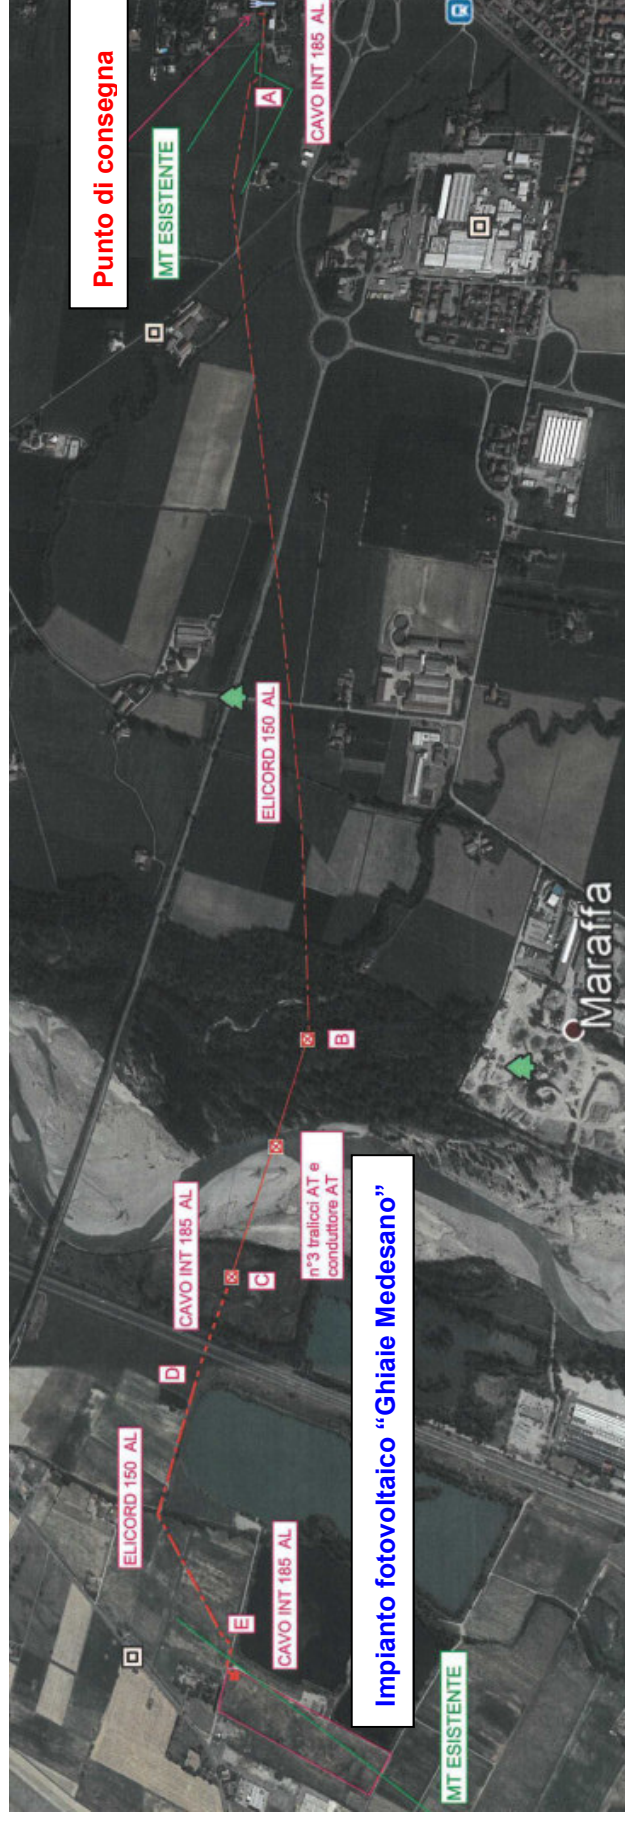 Impianto fotovoltaico “Ghiaie Medesano”
Punto di consegna
MT ESISTENTE
ELICORD 150 AL
CAVO INT 185 AL
D
C
E
CAVO INT 185 AL
MT ESISTENTE
n°3 tralicci AT e
conduttore AT
B
ELICORD 150 AL
A
CAVO INT 185 AL
Maraffa